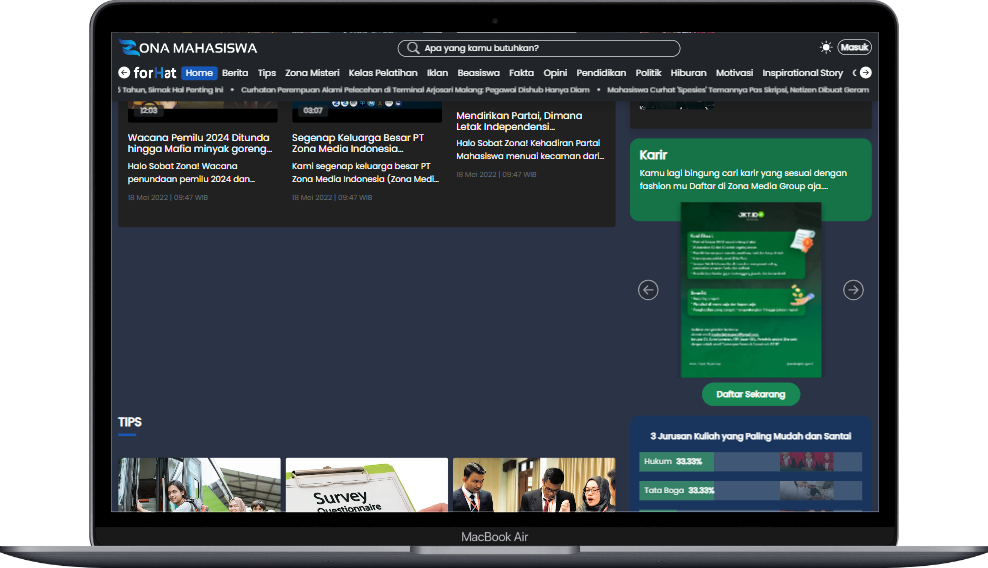 ZONA MAHASISWA
Apa yang kamu butuhkan?
Masuk
forHat Home Berita Tips Zona Misteri Kelas Pelatihan Iklan Beasiswa Fakta Opini Pendidikan Politik Hiburan Motivasi Inspirational Story
Tahun, Simak Hal Penting Ini • Curhatan Perempuan Alami Pelecehan di Terminal Arjosari Malang: Pegawai Dishub Hanya Diam • Mahasiswa Curhat 'Spesies' Temannya Pas Skripsi, Netizen Dibuat Geram
12:03
03:07
Wacana Pemilu 2024 Ditunda
hingga Mafia minyak goreng...
Halo Sobat Zona! Wacana
penundaan pemilu 2024 dan...
18 Mei 2022 | 09:47 WIB
Segenap Keluarga Besar PT
Zona Media Indonesia...
Kami segenap keluarga besar PT
Zona Media Indonesia (Zona Medi...
18 Mei 2022 | 09:47 WIB
Mendirikan Partai, Dimana
Letak Independensi...
Halo Sobat Zona! Kehadiran Partai
Mahasiswa menuai kecaman dari...
18 Mei 2022 | 09:47 WIB
Karir
Kamu lagi bingung cari karir yang sesuai dengan
fashion mu Daftar di Zona Media Group aja....
JKT.ID
Kualifikasi :
Benefit :
Daftar Sekarang
TIPS
Survey
Questionnaire
3 Jurusan Kuliah yang Paling Mudah dan Santai
Hukum 33.33%
Tata Boga 33.33%
MacBook Air